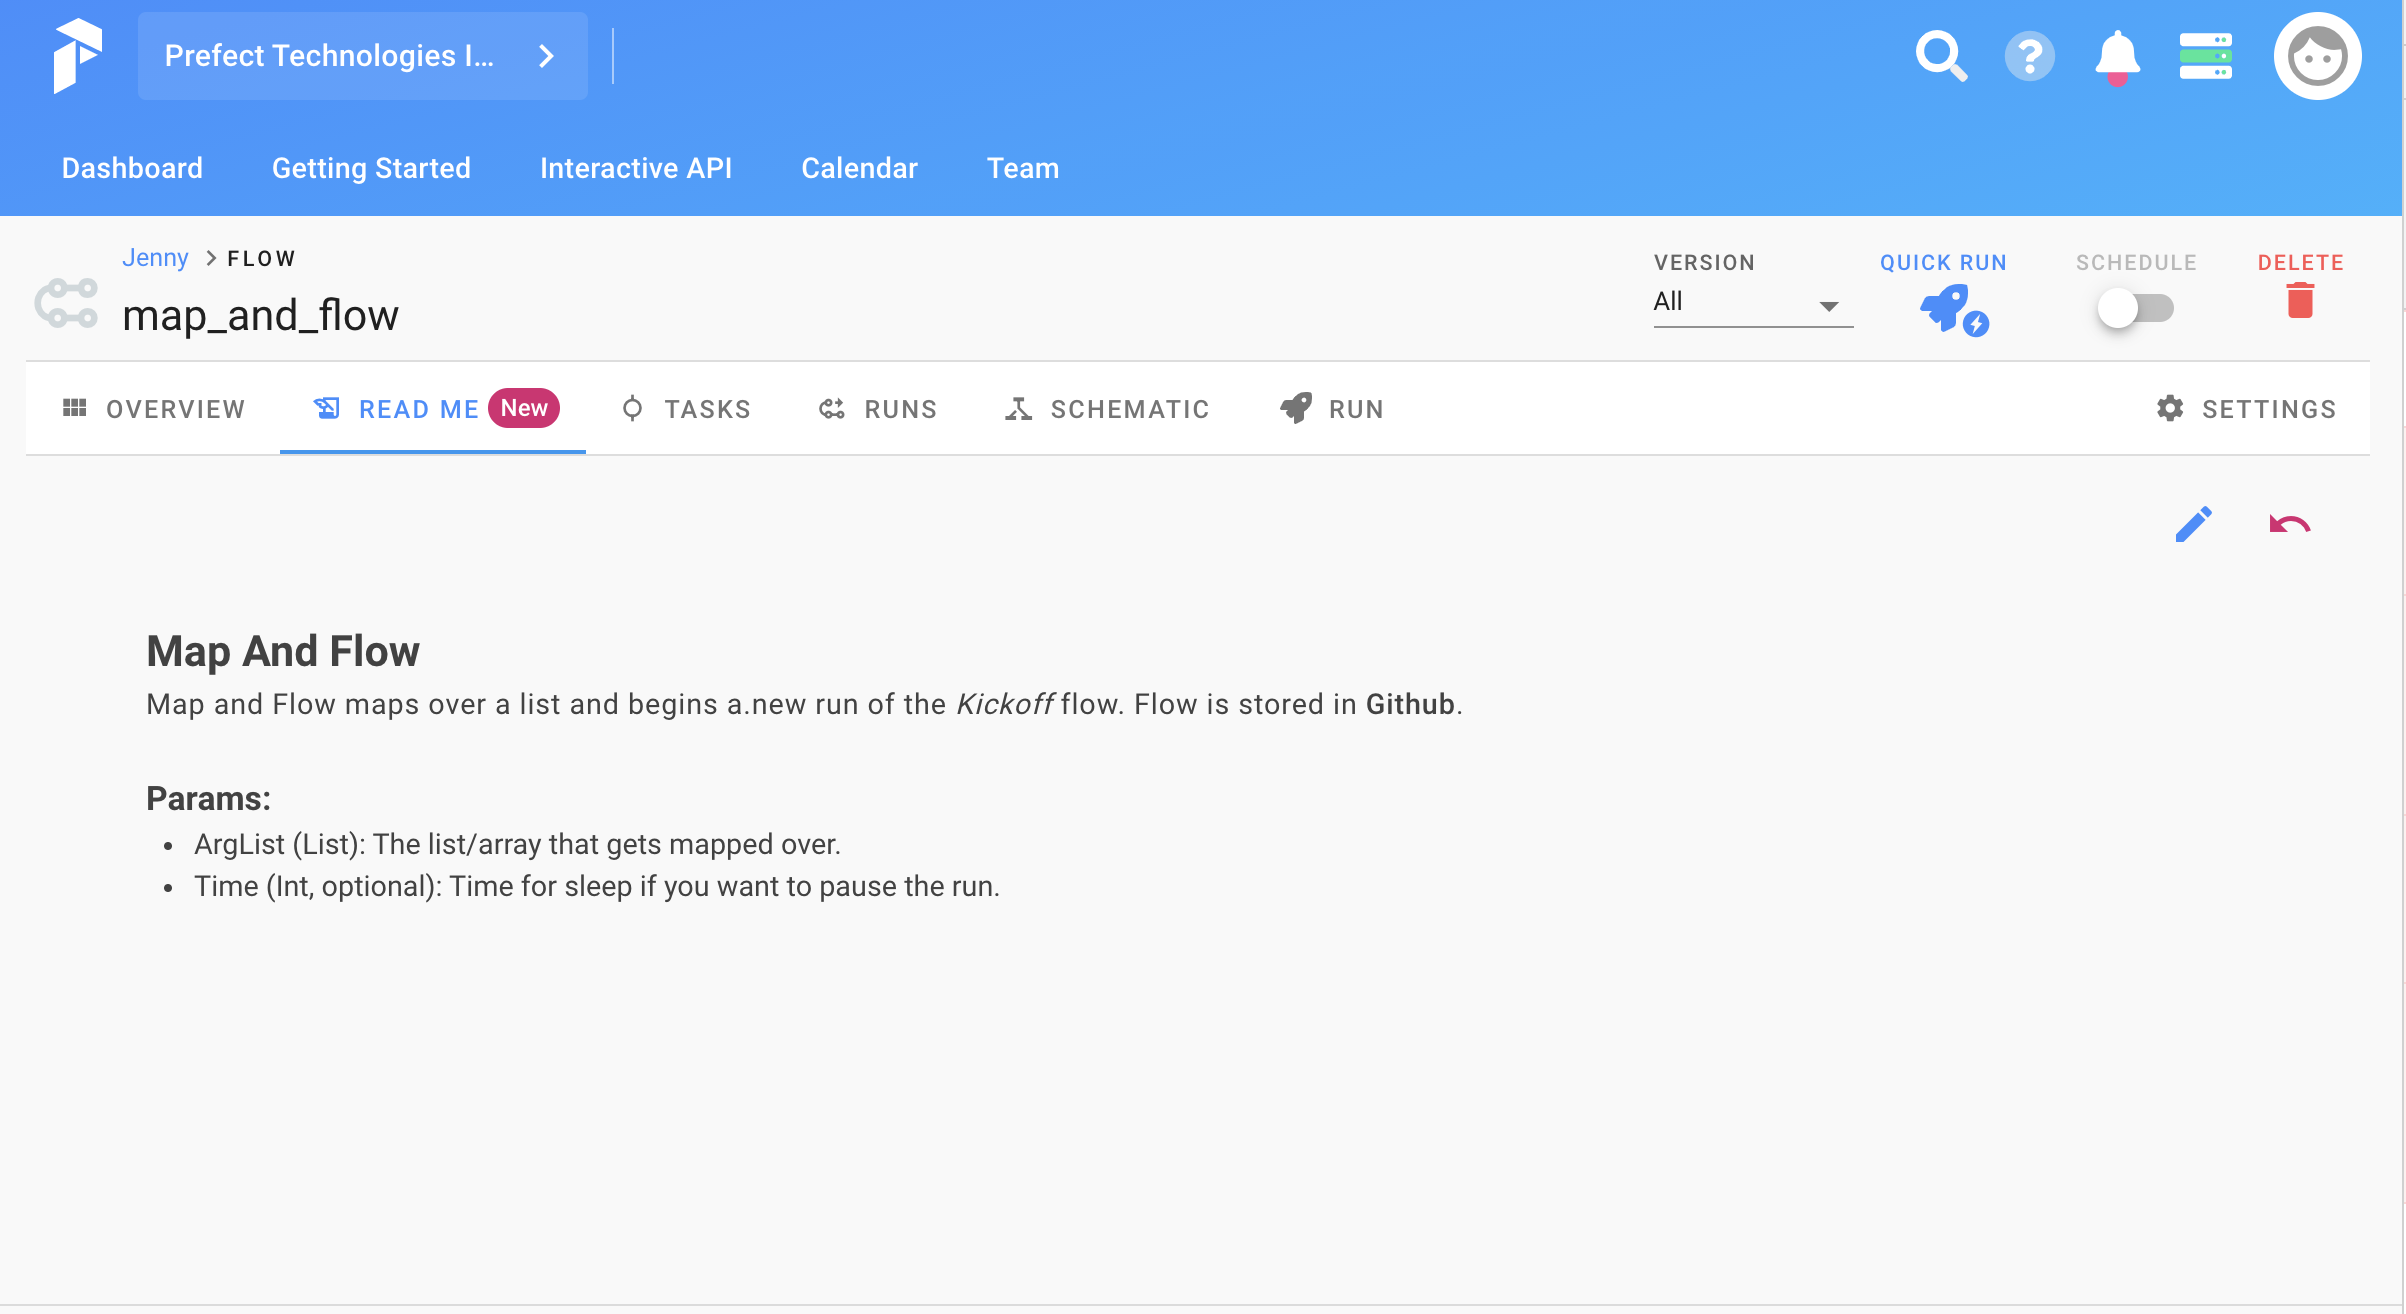 Prefect Technologies I...
?
Dashboard Getting Started Interactive API Calendar Team
Jenny > FLOW
map_and_flow
VERSION QUICK RUN SCHEDULE DELETE
All
OVERVIEW READ ME New TASKS RUNS SCHEMATIC RUN SETTINGS
Map And Flow
Map and Flow maps over a list and begins a.new run of the Kickoff flow. Flow is stored in Github.
Params:
• ArgList (List): The list/array that gets mapped over.
• Time (Int, optional): Time for sleep if you want to pause the run.